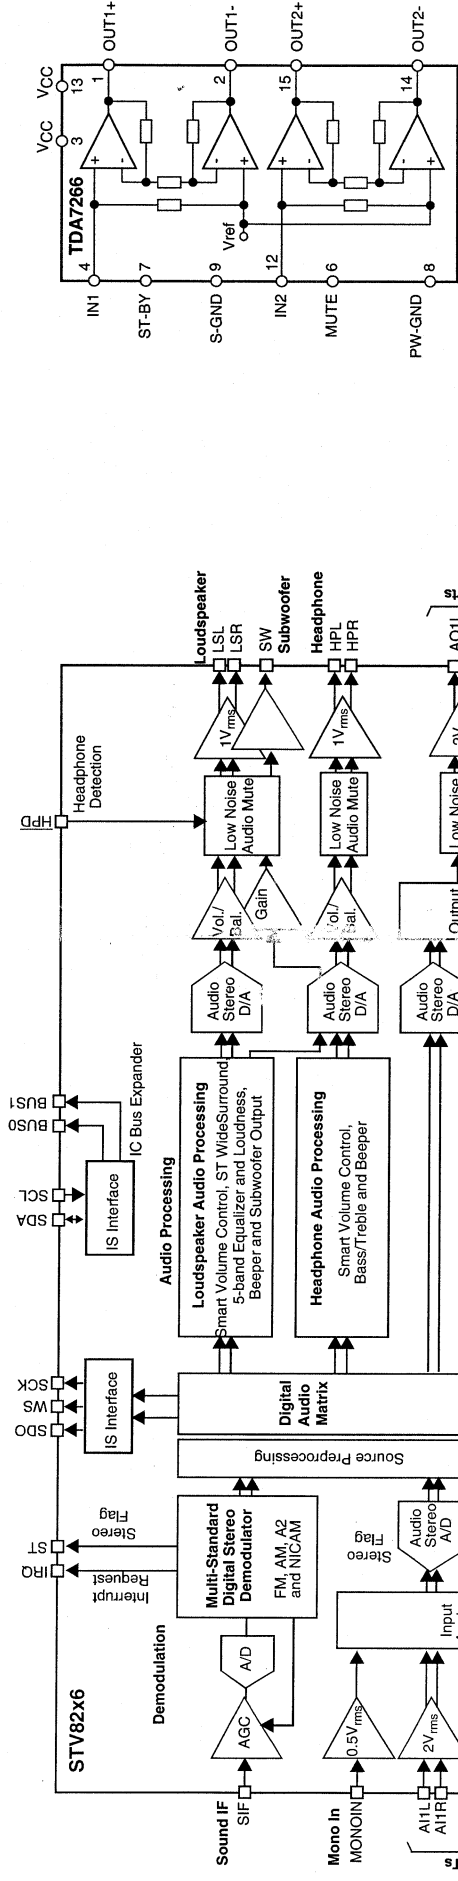 TDA7266
VCC
13
VCC
3
OUT1+
1
OUT1-
2
OUT2+
15
OUT2-
14
+
-
-
+
+
-
-
+
Vref
4
IN1
7
ST-BY
9
S-GND
12
IN2
6
MUTE
8
PW-GND
STV82x6
IRQ
ST
SDO
WS
SCK
SDA
SCL
BUS0
BUS1
HPD
Interrupt
Request
Stereo
Flag
IS Interface
IS Interface
IC Bus Expander
Headphone
Detection
Demodulation
Sound IF
SIF
AGC
A/D
Multi-Standard
Digital Stereo
Demodulator
FM, AM, A2
and NICAM
Source Preprocessing
Digital
Audio
Matrix
Audio Processing
Loudspeaker Audio Processing
Smart Volume Control, ST WideSurround,
5-band Equalizer and Loudness,
Beeper and Subwoofer Output
Headphone Audio Processing
Smart Volume Control,
Bass/Treble and Beeper
Audio
Stereo
D/A
Vol./
Bal.
Gain
Low Noise
Audio Mute
1Vrms
Loudspeaker
LSL
LSR
SW
Subwoofer
Audio
Stereo
D/A
Vol./
Bal.
Low Noise
Audio Mute
1Vrms
Headphone
HPL
HPR
Mono In
MONOIN
0.5Vrms
AI1L
AI1R
2Vrms
Input
Stereo
Flag
Audio
Stereo
A/D
Audio
Stereo
D/A
Output
Low Noise
AO1L